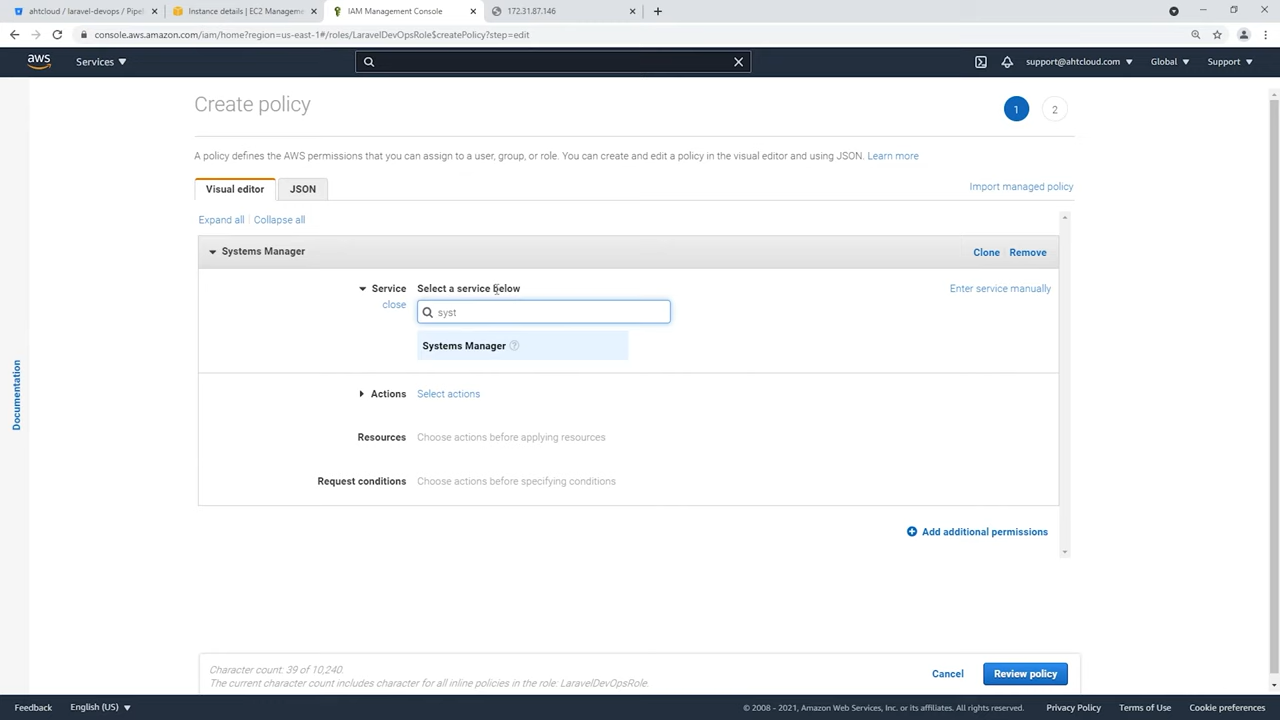 ahtcloud / laravel-devops / Pipel
Instance details | EC2 Manageme
IAM Management Console
172.31.87.146
console.aws.amazon.com/iam/home?region=us-east-1#/roles/LaravelDevOpsRole$createPolicy?step=edit
aws
Services
support@ahtcloud.com
Global
Support
Create policy
1
2
A policy defines the AWS permissions that you can assign to a user, group, or role. You can create and edit a policy in the visual editor and using JSON. Learn more
Visual editor
JSON
Import managed policy
Expand all | Collapse all
Systems Manager
Clone
Remove
Service
Select a service below
Enter service manually
close
syst
Systems Manager
Actions
Select actions
Resources
Choose actions before applying resources
Request conditions
Choose actions before specifying conditions
Add additional permissions
Documentation
Character count: 39 of 10,240.
The current character count includes character for all inline policies in the role: LaravelDevOpsRole.
Cancel
Review policy
Feedback
English (US)
© 2008 - 2021, Amazon Web Services, Inc. or its affiliates. All rights reserved.
Privacy Policy
Terms of Use
Cookie preferences